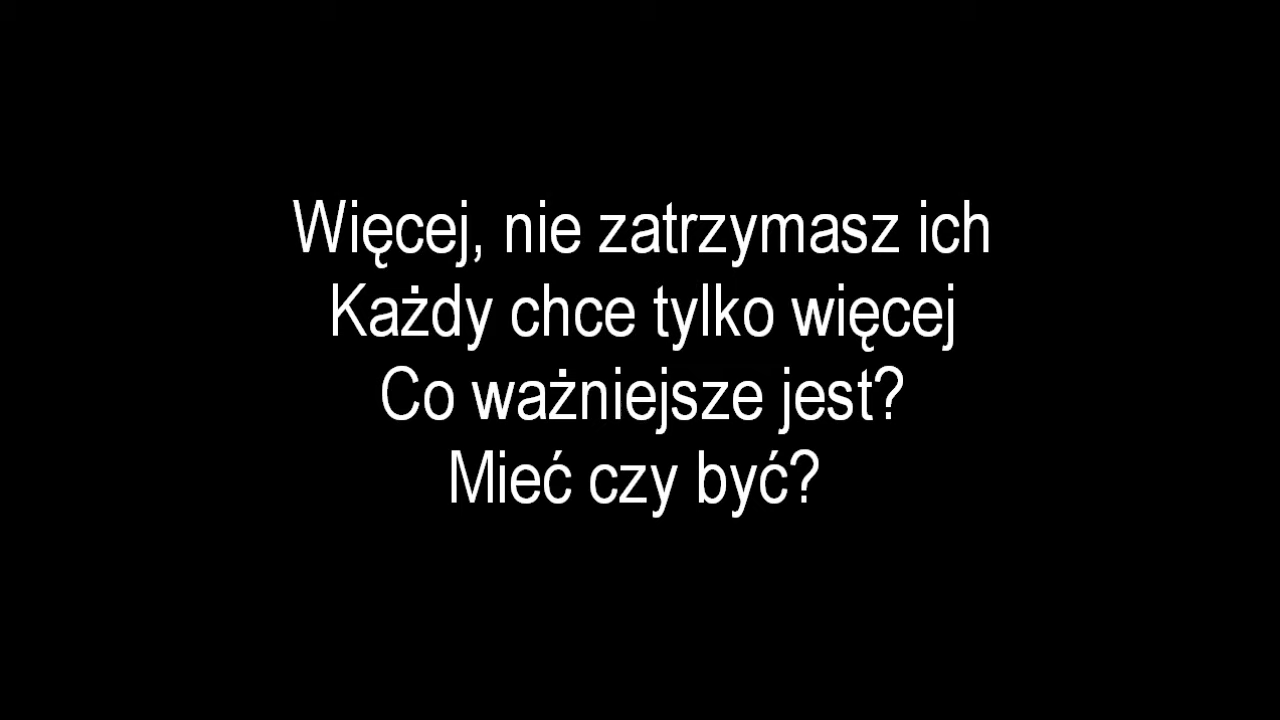 Więcej, nie zatrzymasz ich
Każdy chce tylko więcej
Co ważniejsze jest?
Mieć czy być?